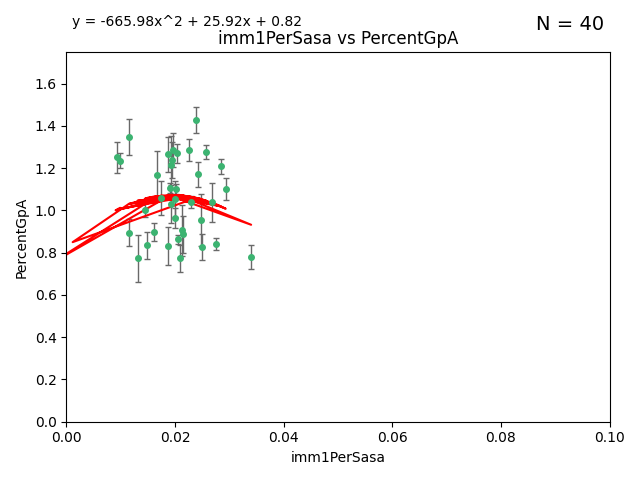 y = -665.98x^2 + 25.92x + 0.82
N = 40
imm1PerSasa vs PercentGpA
PercentGpA
1.6
1.4
1.2
1.0
0.8
0.6
0.4
0.2
0.0
0.00 0.02 0.04 0.06 0.08 0.10
imm1PerSasa